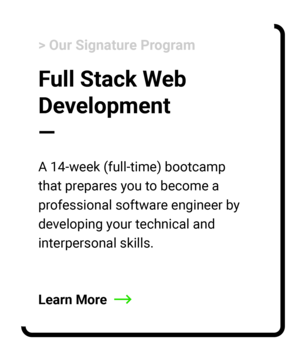 > Our Signature Program
Full Stack Web
Development
A 14-week (full-time) bootcamp
that prepares you to become a
professional software engineer by
developing your technical and
interpersonal skills.
Learn More →